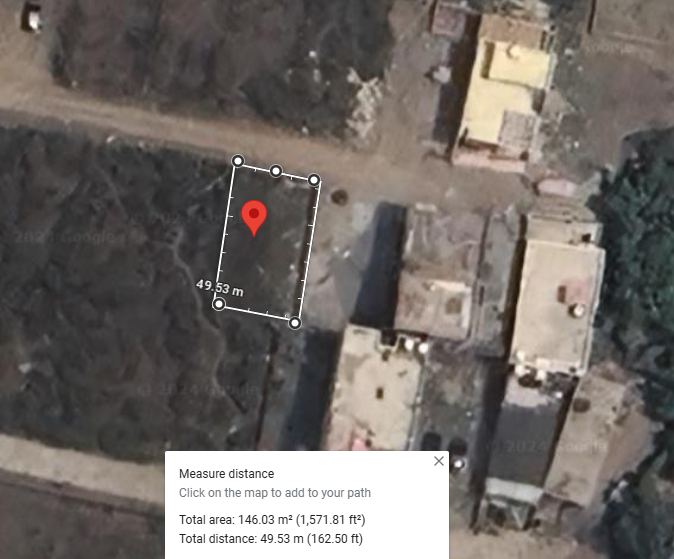 49.53 m
Measure distance
Click on the map to add to your path
Total area: 146.03 m² (1,571.81 ft²)
Total distance: 49.53 m (162.50 ft)